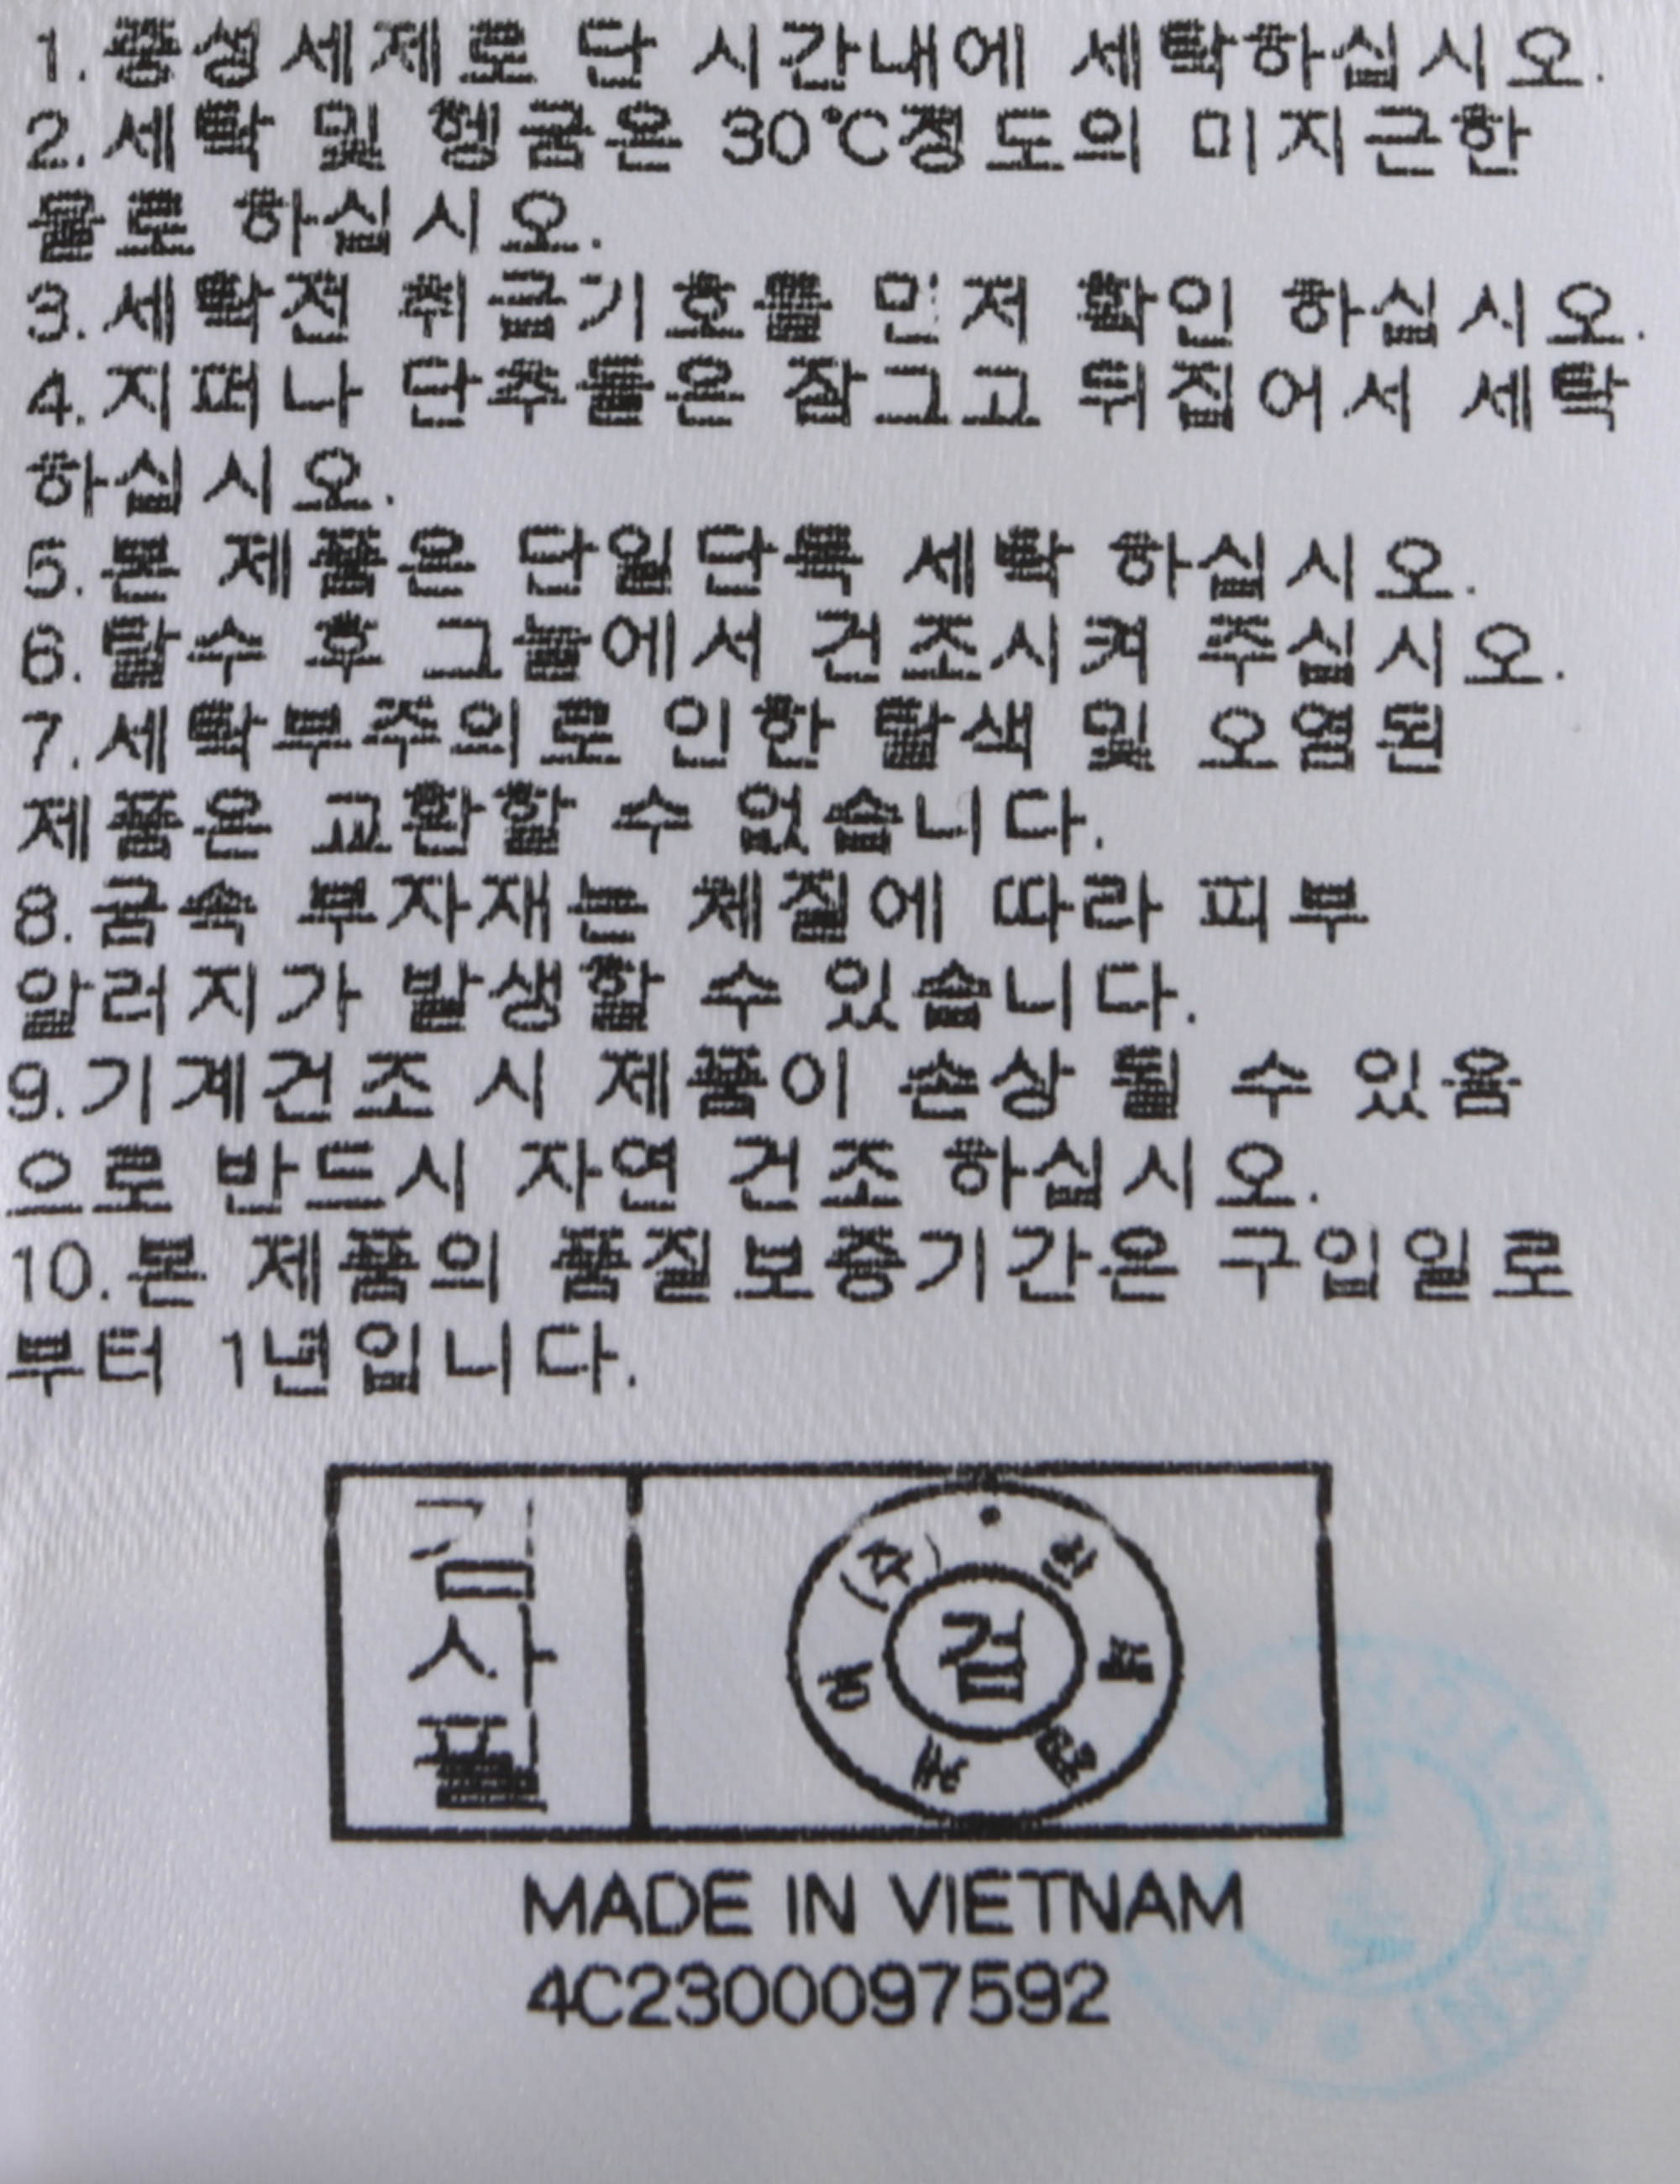 1.중성세제로 단 시간내에 세탁하십시오.
2.세탁 및 헹굼은 30℃정도의 미지근한
물로 하십시오.
3.세탁전 취급기호를 먼저 확인 하십시오.
4.지퍼나 단추들은 잠그고 뒤집어서 세탁
하십시오.
5.본 제품은 단일단독 세탁 하십시오.
6.탈수 후 그늘에서 건조시켜 주십시오.
7.세탁부주의로 인한 탈색 및 오염된
제품은 교환할 수 없습니다.
8.금속 부자재는 체질에 따라 피부
알러지가 발생할 수 있습니다.
9.기계건조 시 제품이 손상 될 수 있음
으로 반드시 자연 건조 하십시오.
10.본 제품의 품질보증기간은 구입일로
부터 1년입니다.
검사필
검
MADE IN VIETNAM
4C2300097592